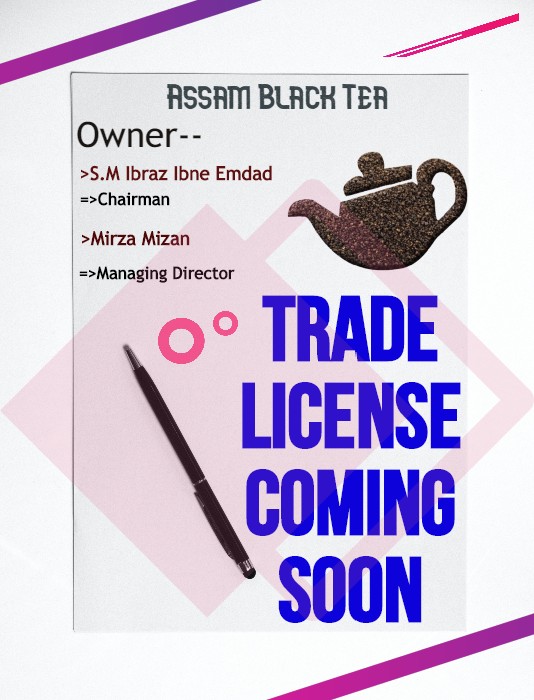 ASSAM BLACK TEA
Owner--
>S.M Ibraz Ibne Emdad
=>Chairman
>Mirza Mizan
=>Managing Director
TRADE
LICENSE
COMING
SOON